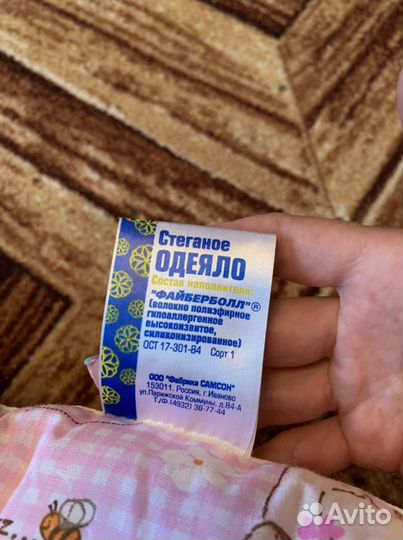 Стеганое
ОДЕЯЛО
Состав наполнителя:
"ФАЙБЕРБОЛЛ"®
(волокно полиэфирное
гипоаллергенное
высокоизвитое,
силиконизированное)
ОСТ 17-301-84 Сорт 1
ООО "Фабрика САМСОН"
153011. Россия, г.Иваново
ул.Парижской Коммуны, д.84-А
Т./Ф (4932) 38-77-44
z...
Avito